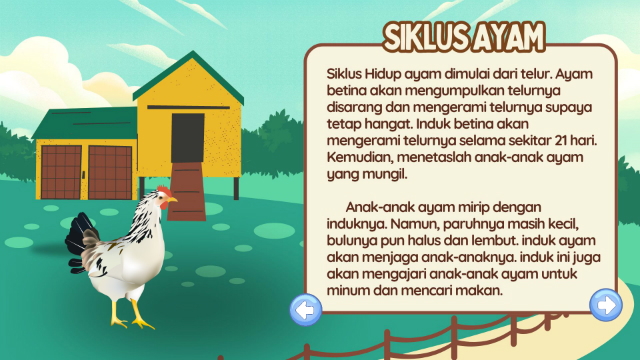 SIKLUS AYAM
Siklus Hidup ayam dimulai dari telur. Ayam
betina akan mengumpulkan telurnya
disarang dan mengerami telurnya supaya
tetap hangat. Induk betina akan
mengerami telurnya selama sekitar 21 hari.
Kemudian, menetaslah anak-anak ayam
yang mungil.
Anak-anak ayam mirip dengan
induknya. Namun, paruhnya masih kecil,
bulunya pun halus dan lembut. induk ayam
akan menjaga anak-anaknya. induk ini juga
akan mengajari anak-anak ayam untuk
minum dan mencari makan.